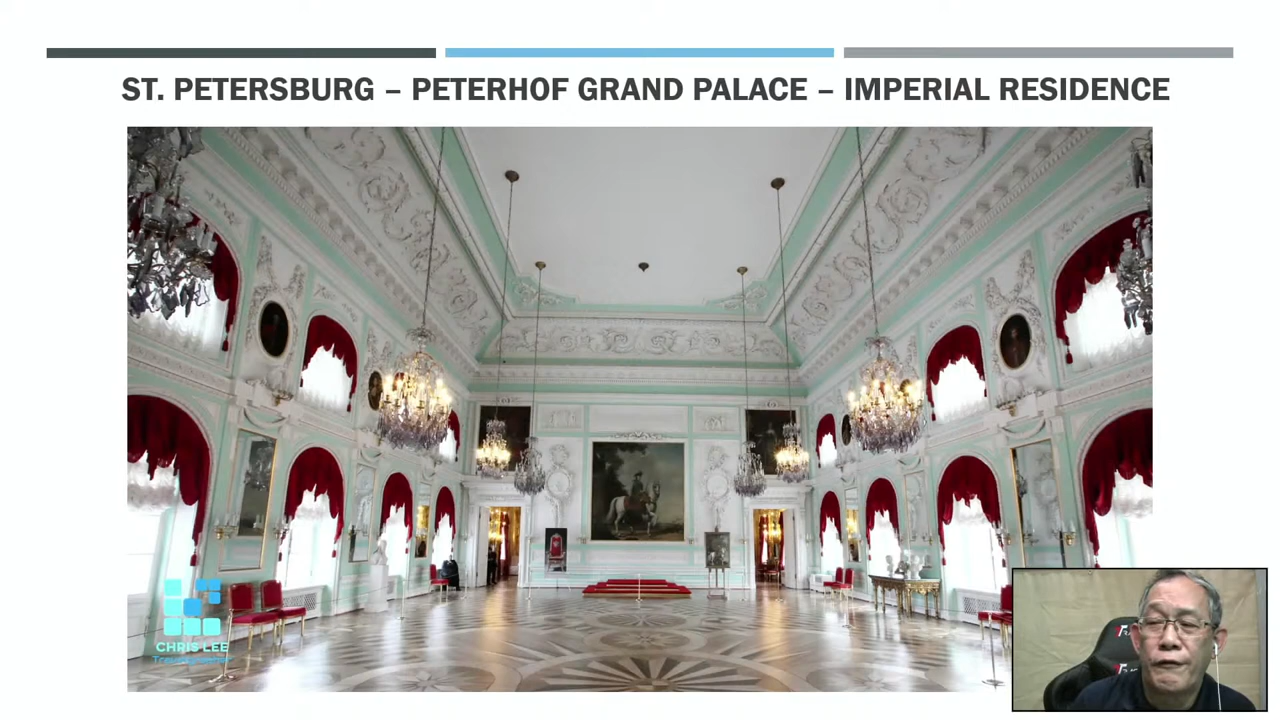 ST. PETERSBURG – PETERHOF GRAND PALACE – IMPERIAL RESIDENCE
CHRIS LEE